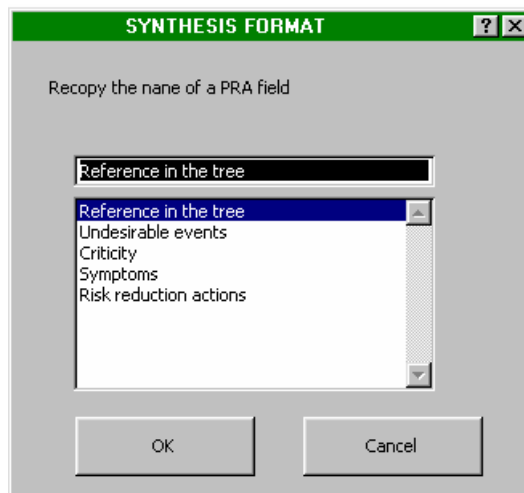 SYNTHESIS FORMAT ? X
Recopy the nane of a PRA field
Reference in the tree
Reference in the tree
Undesirable events
Criticity
Symptoms
Risk reduction actions
OK Cancel